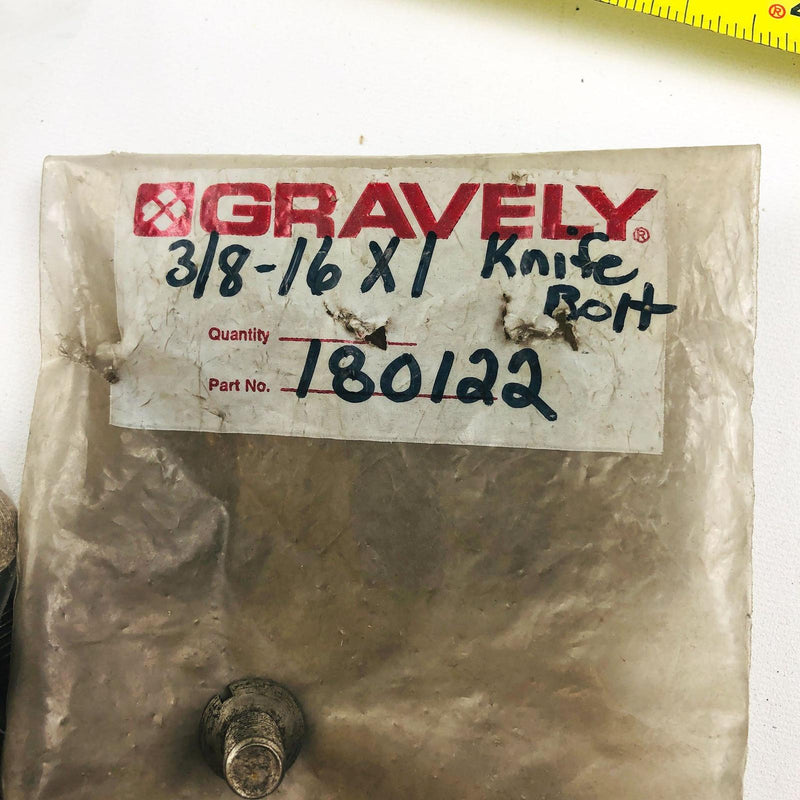 GRAVELY®
3/8-16 X 1 Knife
Bolt
Quantity
Part No. 180122